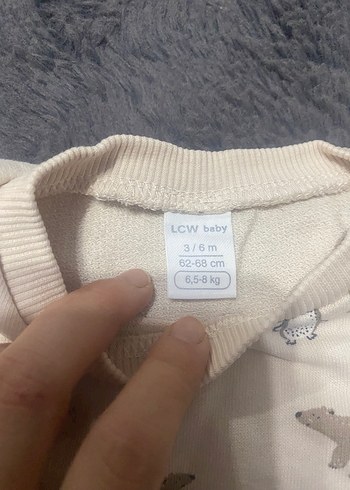 LCW baby
3 / 6 m
62-68 cm
6,5-8 kg